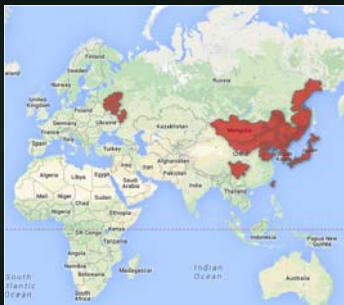 Sweden
Finland
Norway
Russia
United
Kingdom
Poland
Germany
Ukraine
France
Kazakhstan
Mongolia
Italy
Spain
Turkey
China
Iraq
Iran
Afghanistan
Pakistan
Algeria
Libya
Egypt
Saudi
Arabia
India
Mali
Niger
Chad
Sudan
Thailand
Nigeria
Ethiopia
Kenya
DR Congo
Tanzania
Indonesia
Papua New
Guinea
Angola
Namibia
Botswana
Madagascar
South
Atlantic
Ocean
Indian
Ocean
South
Africa
Australia